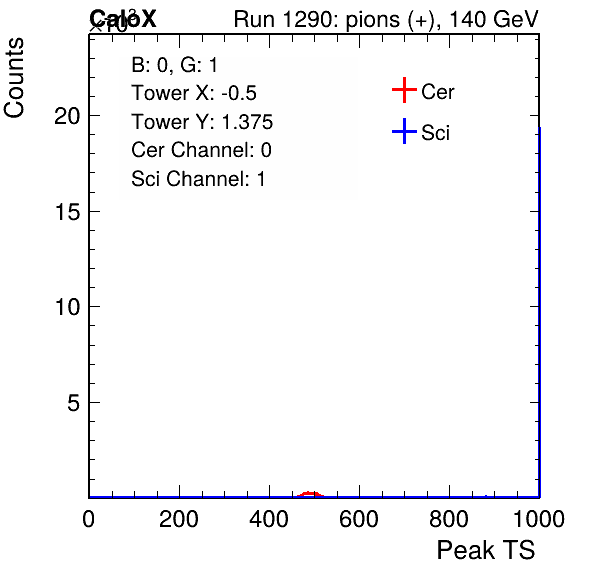 CaloX
×10³
Run 1290: pions (+), 140 GeV
Counts
B: 0, G: 1
Tower X: -0.5
Tower Y: 1.375
Cer Channel: 0
Sci Channel: 1
Cer
Sci
20
15
10
5
0 200 400 600 800 1000
Peak TS